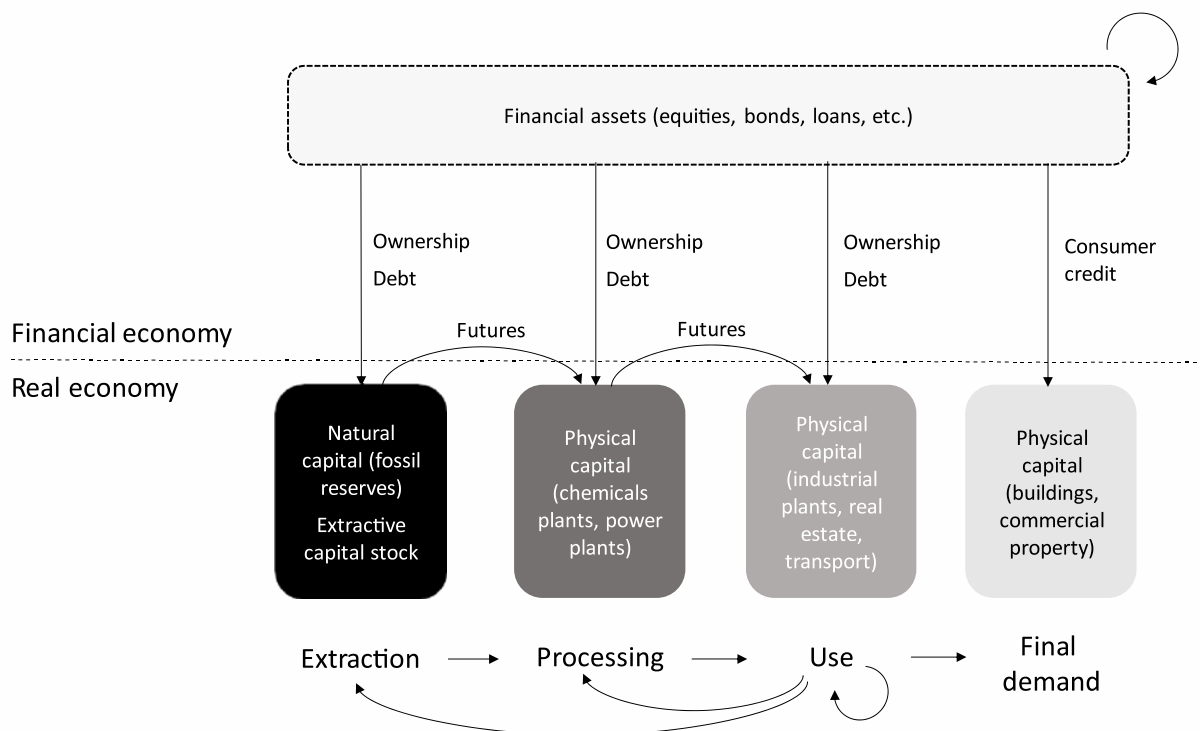 Financial assets (equities, bonds, loans, etc.)
Ownership
Debt
Ownership
Debt
Ownership
Debt
Consumer
credit
Financial economy
Futures
Futures
Real economy
Natural
capital (fossil
reserves)
Extractive
capital stock
Physical
capital
(chemicals
plants, power
plants)
Physical
capital
(industrial
plants, real
estate,
transport)
Physical
capital
(buildings,
commercial
property)
Extraction
Processing
Use
Final
demand